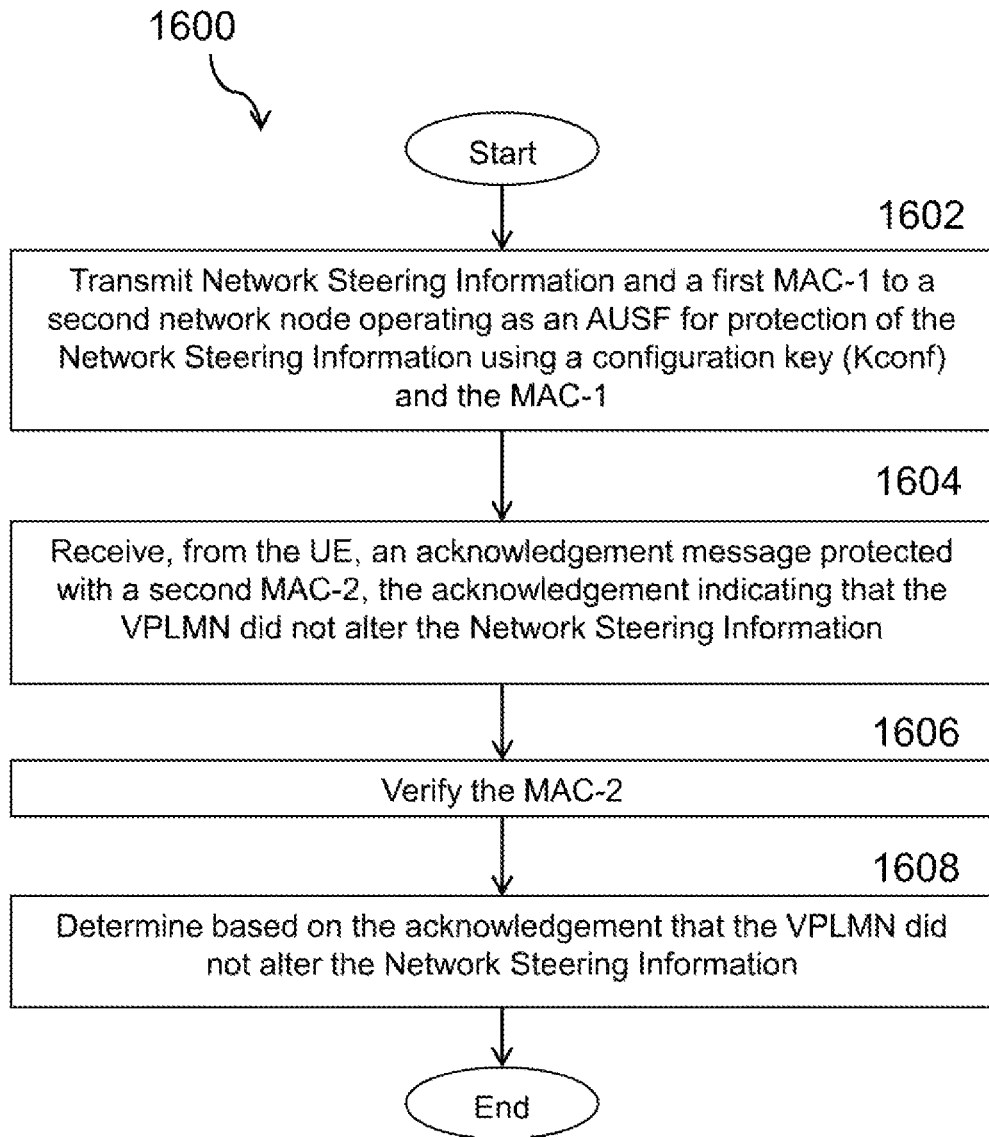 1600
Start
1602
Transmit Network Steering Information and a first MAC-1 to a
second network node operating as an AUSF for protection of the
Network Steering Information using a configuration key (Kconf)
and the MAC-1
1604
Receive, from the UE, an acknowledgement message protected
with a second MAC-2, the acknowledgement indicating that the
VPLMN did not alter the Network Steering Information
1606
Verify the MAC-2
1608
Determine based on the acknowledgement that the VPLMN did
not alter the Network Steering Information
End